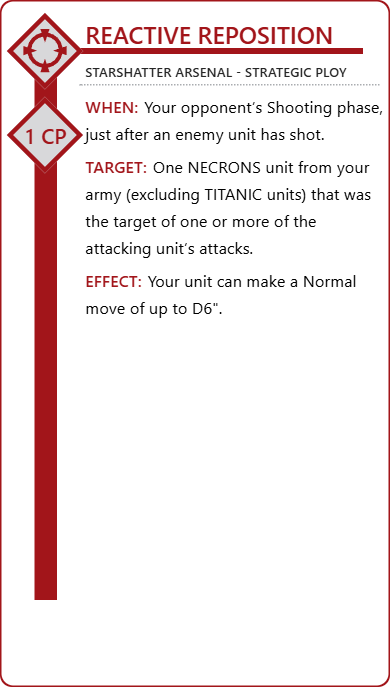 REACTIVE REPOSITION
STARSHATTER ARSENAL - STRATEGIC PLOY
WHEN: Your opponent’s Shooting phase,
just after an enemy unit has shot.
1 CP
TARGET: One NECRONS unit from your
army (excluding TITANIC units) that was
the target of one or more of the
attacking unit’s attacks.
EFFECT: Your unit can make a Normal
move of up to D6".